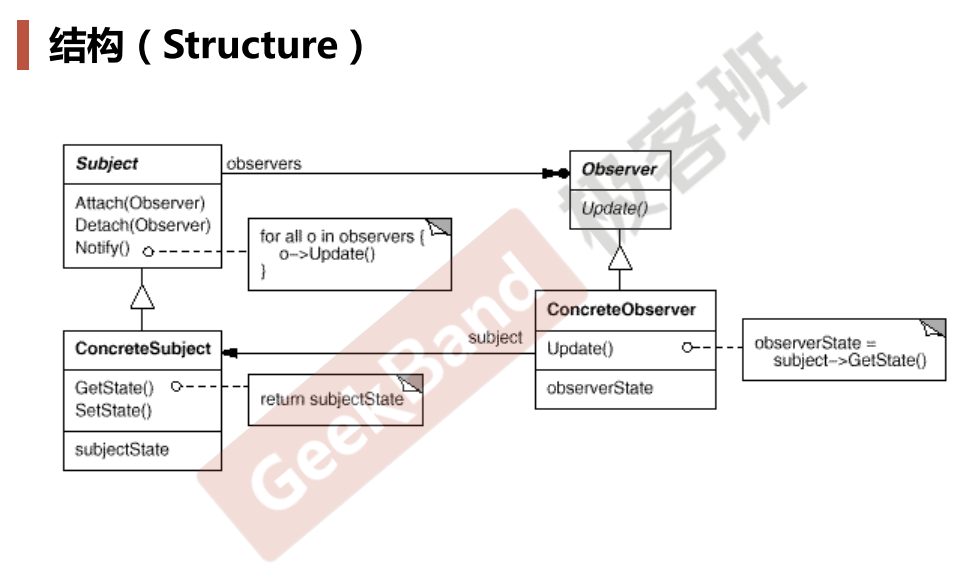 结构（Structure）
Subject
Attach(Observer)
Detach(Observer)
Notify()
observers
for all o in observers {
o->Update()
}
Observer
Update()
ConcreteSubject
GetState()
SetState()
subjectState
return subjectState
subject
ConcreteObserver
Update()
observerState
observerState =
subject->GetState()
GeekBand
极客班